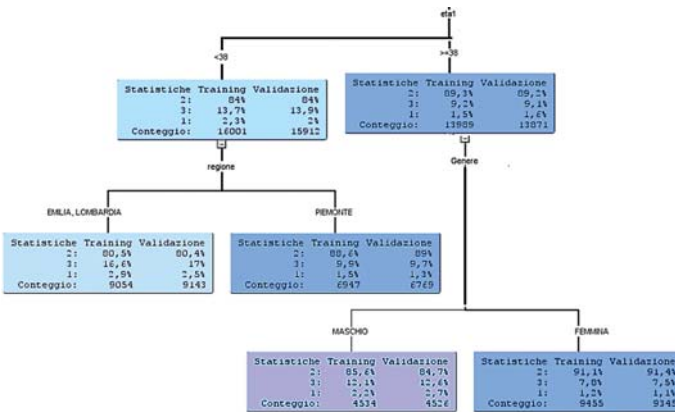 eta1
<38
>=38
Statistiche Training Validazione
2: 84% 84%
3: 13,7% 13,9%
1: 2,3% 2%
Conteggio: 16001 15912
Statistiche Training Validazione
2: 89,3% 89,2%
3: 9,2% 9,1%
1: 1,5% 1,6%
Conteggio: 13989 13871
regione
Genere
EMILIA, LOMBARDIA
PIEMONTE
Statistiche Training Validazione
2: 80,5% 80,4%
3: 16,6% 17%
1: 2,9% 2,5%
Conteggio: 9054 9143
Statistiche Training Validazione
2: 88,6% 89%
3: 9,9% 9,7%
1: 1,5% 1,3%
Conteggio: 6947 6769
MASCHIO
FEMMINA
Statistiche Training Validazione
2: 85,6% 84,7%
3: 12,1% 12,6%
1: 2,2% 2,7%
Conteggio: 4534 4526
Statistiche Training Validazione
2: 91,1% 91,4%
3: 7,8% 7,5%
1: 1,2% 1,1%
Conteggio: 9455 9345